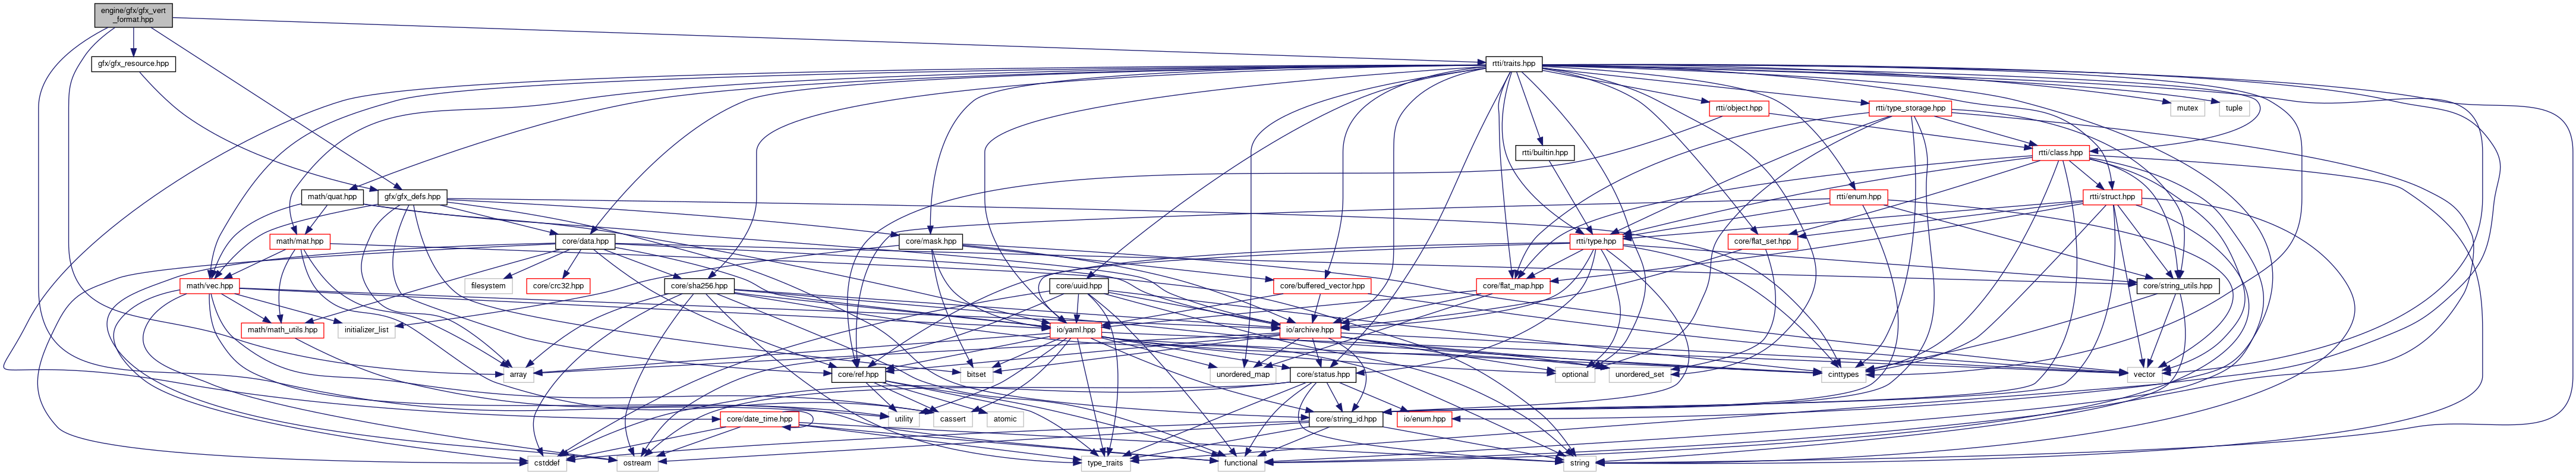 engine/gfx/gfx_vert
_format.hpp
gfx/gfx_resource.hpp
rtti/traits.hpp
rtti/object.hpp
rtti/type_storage.hpp
mutex
tuple
rtti/builtin.hpp
rtti/class.hpp
math/quat.hpp
gfx/gfx_defs.hpp
rtti/enum.hpp
rtti/struct.hpp
math/mat.hpp
core/data.hpp
core/mask.hpp
rtti/type.hpp
core/flat_set.hpp
math/vec.hpp
filesystem
core/crc32.hpp
core/sha256.hpp
core/uuid.hpp
core/buffered_vector.hpp
core/flat_map.hpp
core/string_utils.hpp
math/math_utils.hpp
initializer_list
io/yaml.hpp
io/archive.hpp
array
core/ref.hpp
bitset
unordered_map
core/status.hpp
optional
unordered_set
cinttypes
vector
core/date_time.hpp
utility
cassert
atomic
core/string_id.hpp
io/enum.hpp
cstddef
ostream
type_traits
functional
string